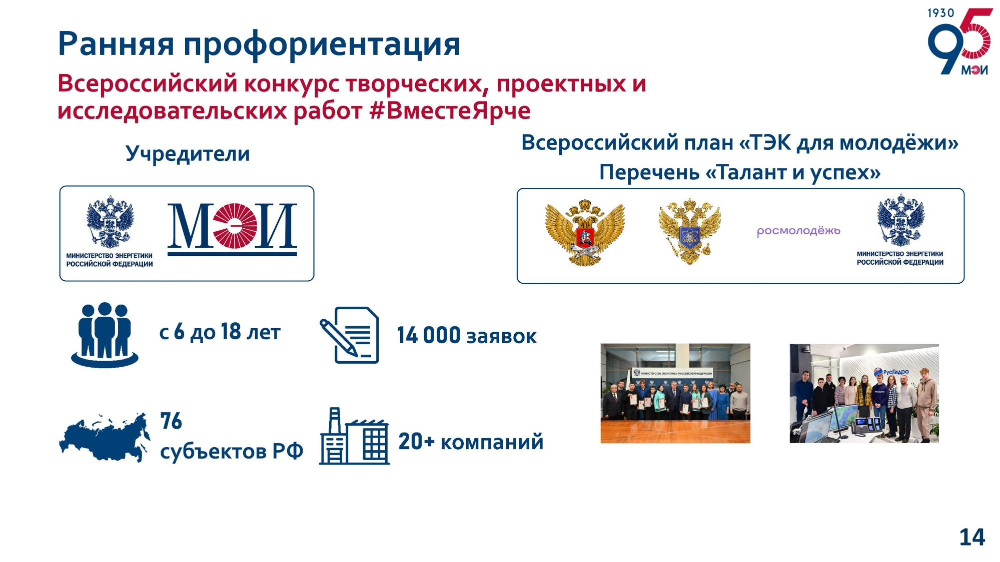 1930
95
МЭИ
Ранняя профориентация
Всероссийский конкурс творческих, проектных и
исследовательских работ #ВместеЯрче
Учредители
МИНИСТЕРСТВО ЭНЕРГЕТИКИ
РОССИЙСКОЙ ФЕДЕРАЦИИ
МЭИ
Всероссийский план «ТЭК для молодёжи»
Перечень «Талант и успех»
росмолодёжь
МИНИСТЕРСТВО ЭНЕРГЕТИКИ
РОССИЙСКОЙ ФЕДЕРАЦИИ
с 6 до 18 лет
14 000 заявок
76
субъектов РФ
20+ компаний
МИНИСТЕРСТВО ЭНЕРГЕТИКИ РОССИЙСКОЙ ФЕДЕРАЦИИ
РусГидро
14